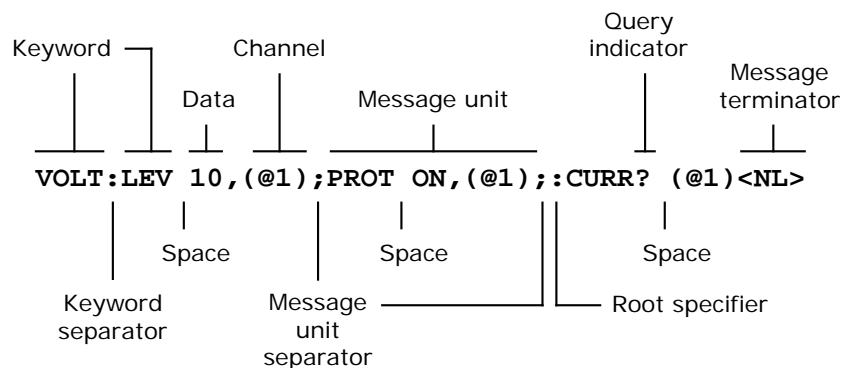 Query
indicator
Keyword
Channel
Message
terminator
Data
Message unit
VOLT:LEV 10,(@1);PROT ON,(@1);:CURR? (@1)<NL>
Space
Space
Space
Keyword
separator
Message
unit
separator
Root specifier